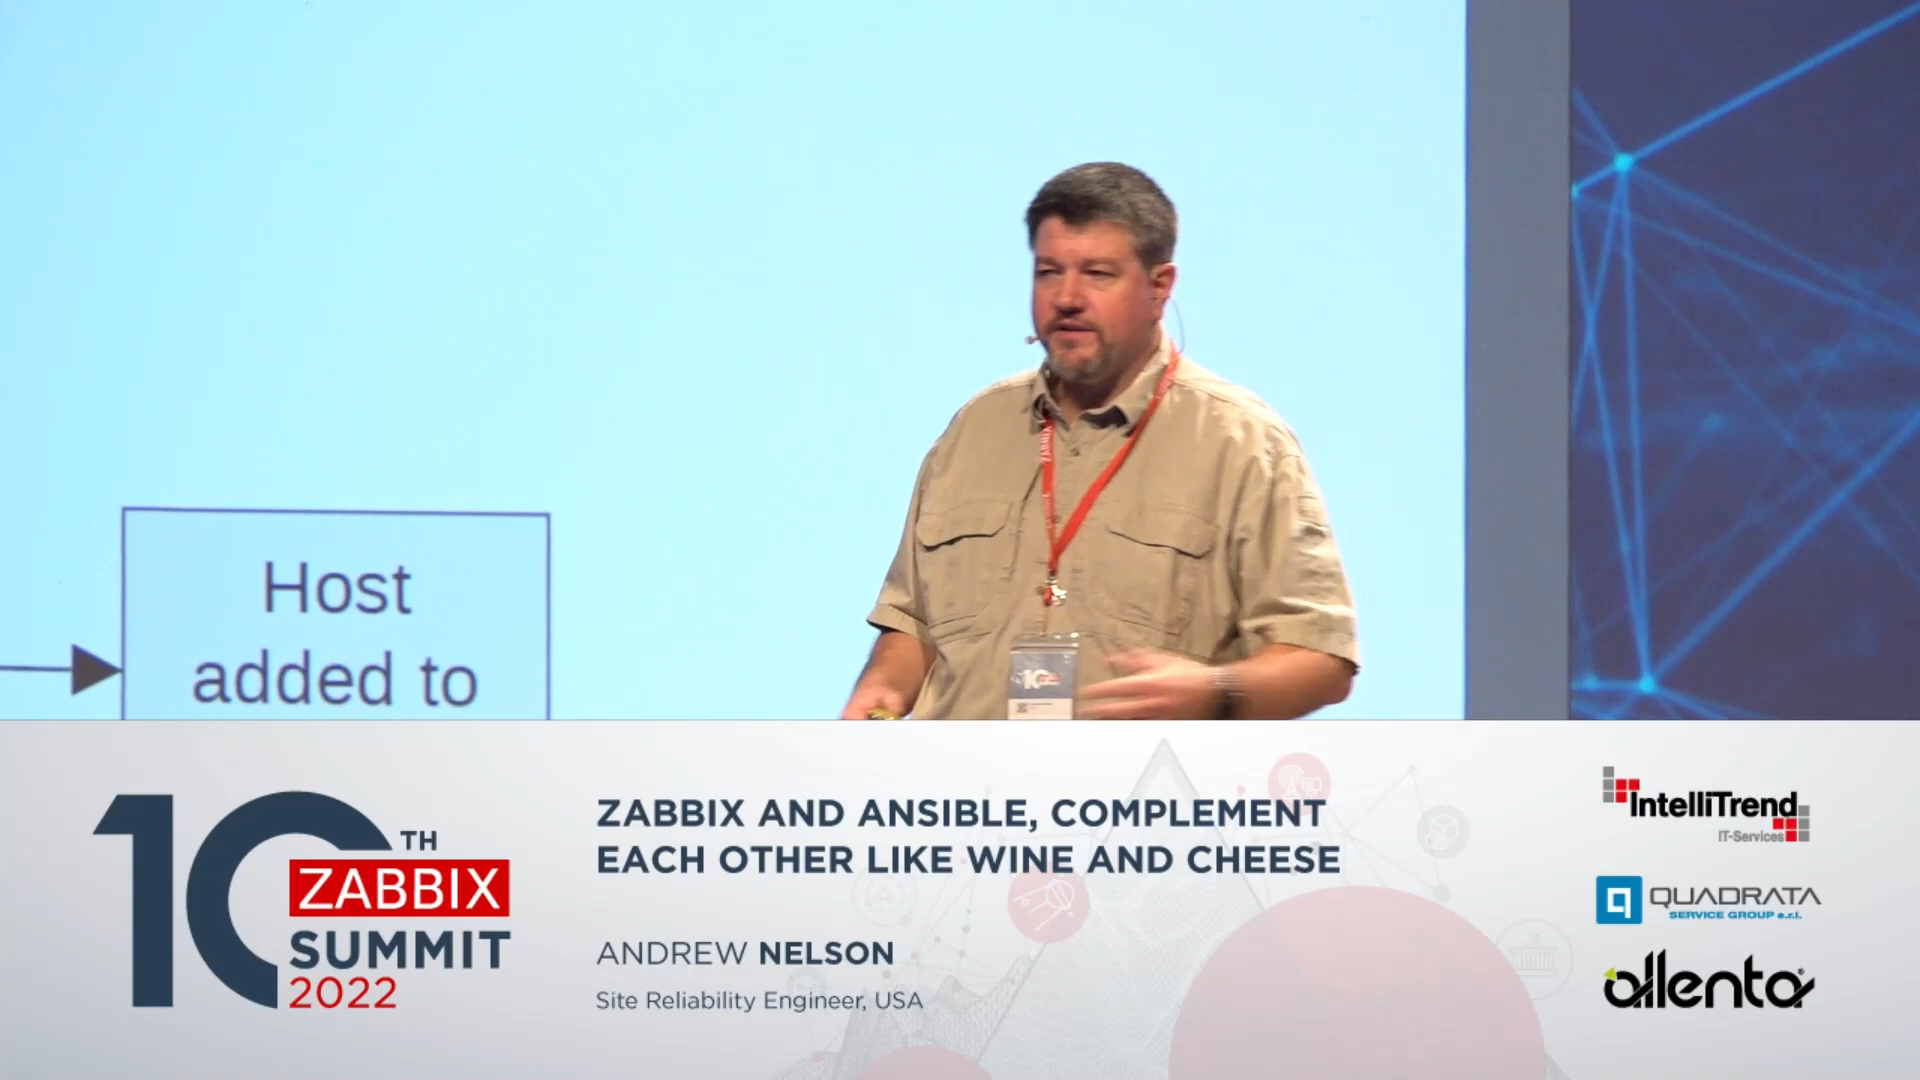 Host
added to
ZABBIX
10
TH
ZABBIX
SUMMIT
2022
ZABBIX AND ANSIBLE, COMPLEMENT
EACH OTHER LIKE WINE AND CHEESE
ANDREW NELSON
Site Reliability Engineer, USA
IntelliTrend
IT-Services
QUADRATA
SERVICE GROUP s.r.l.
allenta